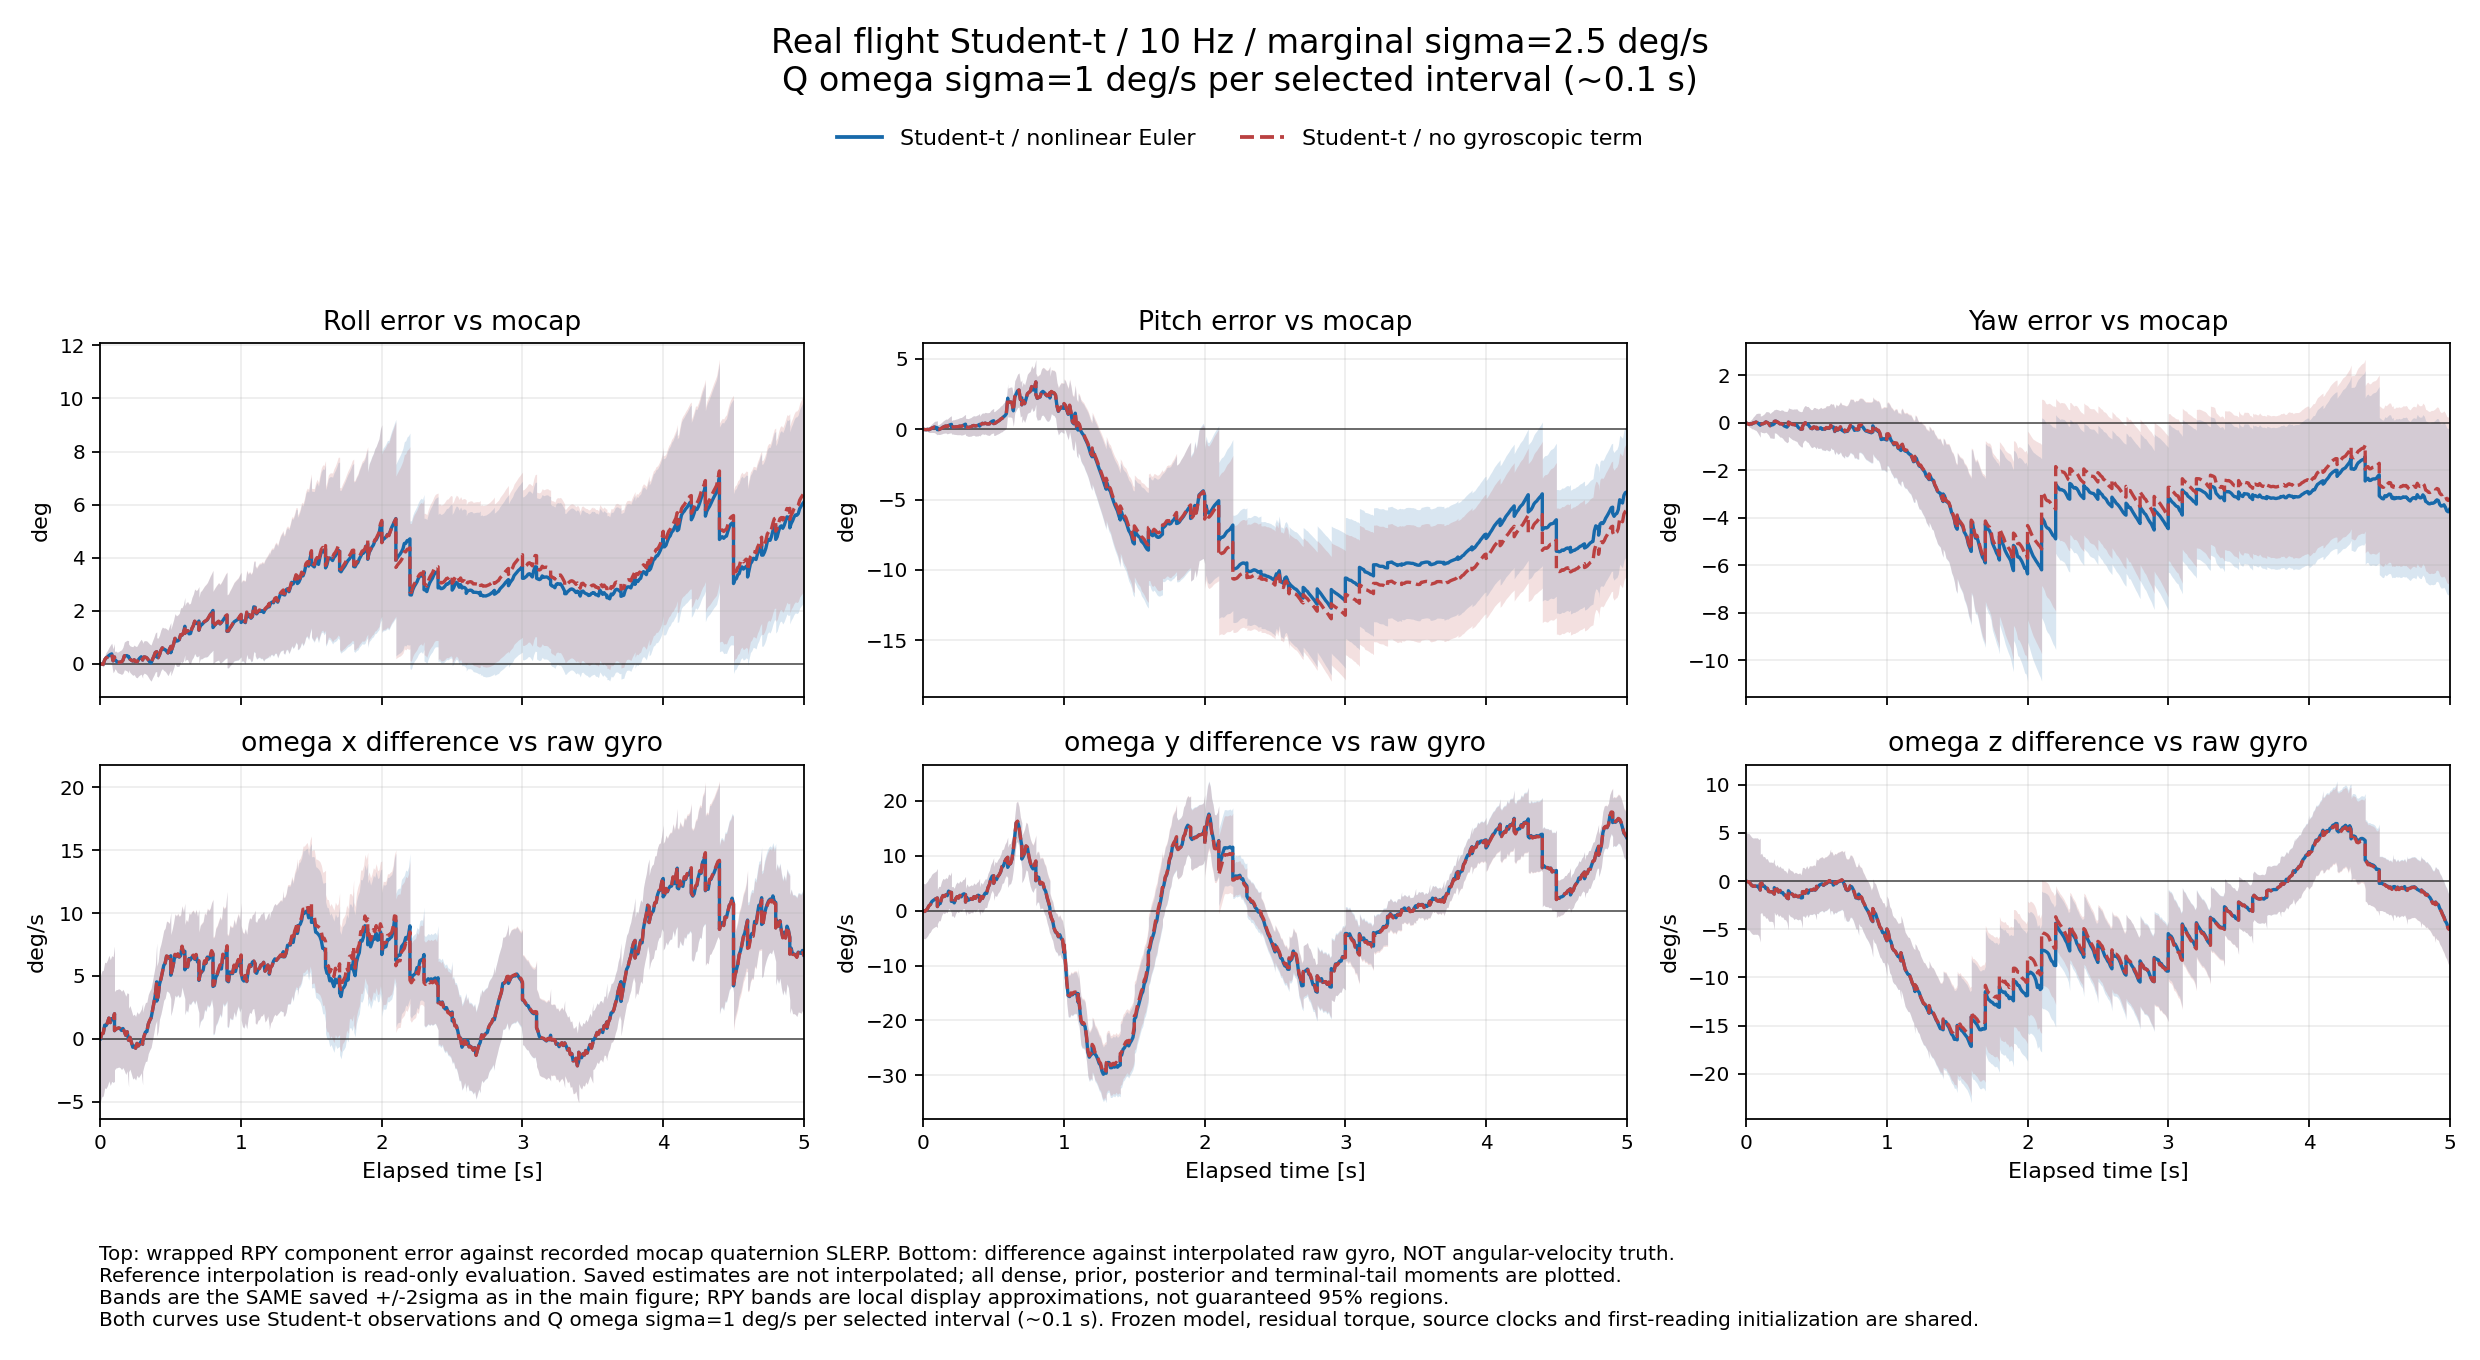 Real flight Student-t / 10 Hz / marginal sigma=2.5 deg/s
Q omega sigma=1 deg/s per selected interval (~0.1 s)
Student-t / nonlinear Euler
Student-t / no gyroscopic term
Roll error vs mocap
12
10
8
6
4
2
0
deg
Pitch error vs mocap
5
0
−5
−10
−15
deg
Yaw error vs mocap
2
0
−2
−4
−6
−8
−10
deg
omega x difference vs raw gyro
20
15
10
5
0
−5
deg/s
0 1 2 3 4 5
Elapsed time [s]
omega y difference vs raw gyro
20
10
0
−10
−20
−30
deg/s
0 1 2 3 4 5
Elapsed time [s]
omega z difference vs raw gyro
10
5
0
−5
−10
−15
−20
deg/s
0 1 2 3 4 5
Elapsed time [s]
Top: wrapped RPY component error against recorded mocap quaternion SLERP. Bottom: difference against interpolated raw gyro, NOT angular-velocity truth.
Reference interpolation is read-only evaluation. Saved estimates are not interpolated; all dense, prior, posterior and terminal-tail moments are plotted.
Bands are the SAME saved +/-2sigma as in the main figure; RPY bands are local display approximations, not guaranteed 95% regions.
Both curves use Student-t observations and Q omega sigma=1 deg/s per selected interval (~0.1 s). Frozen model, residual torque, source clocks and first-reading initialization are shared.